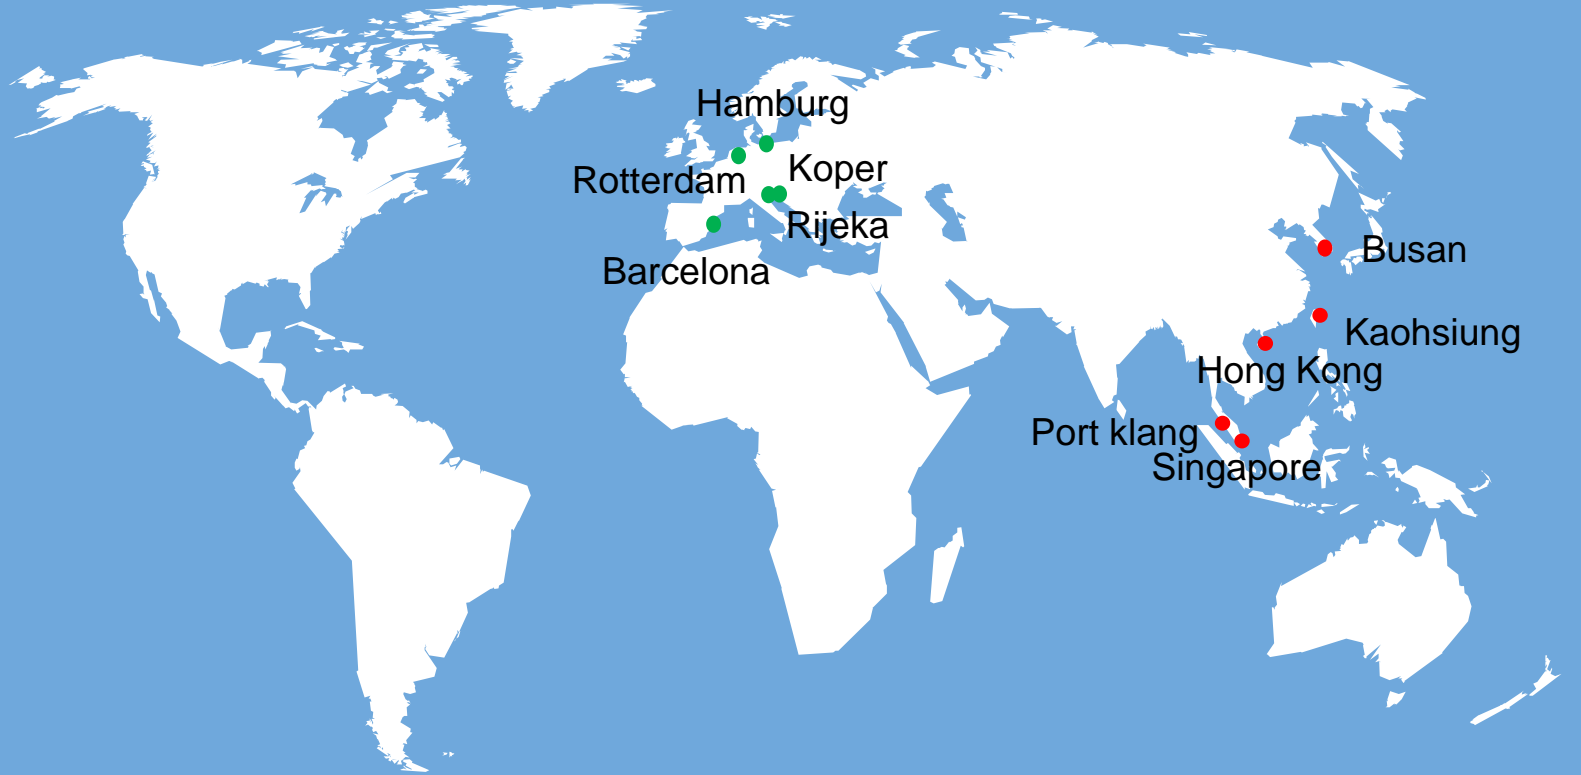 Hamburg
Koper
Rotterdam
Rijeka
Barcelona
Busan
Kaohsiung
Hong Kong
Port klang
Singapore